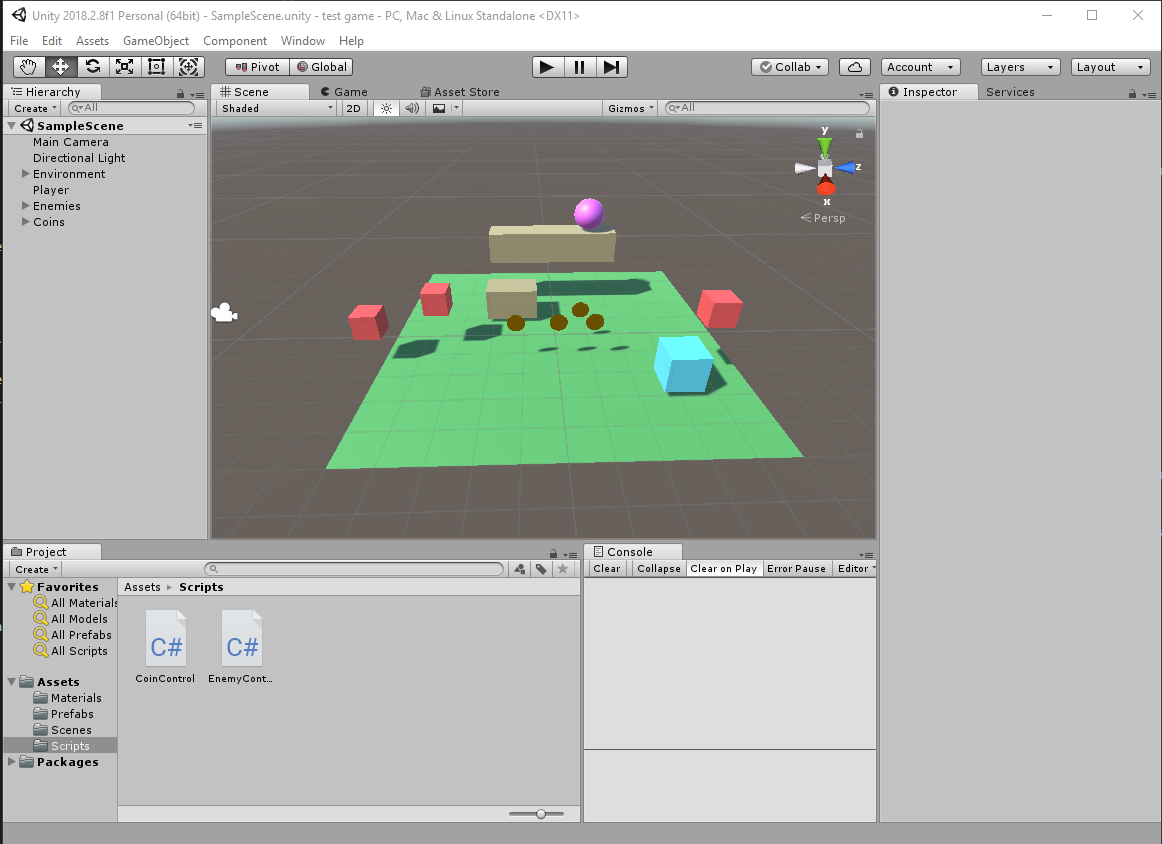 Unity 2018.2.8f1 Personal (64bit) - SampleScene.unity - test game - PC, Mac & Linux Standalone <DX11>
File Edit Assets GameObject Component Window Help
Pivot Global Collab Account Layers Layout
Hierarchy Scene Game Asset Store Inspector Services
Create All Shaded 2D Gizmos All
SampleScene
Main Camera
Directional Light
Environment
Player
Enemies
Coins
y
z
x
Persp
Project Console
Create Clear Collapse Clear on Play Error Pause Editor
Favorites
All Materials
All Models
All Prefabs
All Scripts
Assets
Materials
Prefabs
Scenes
Scripts
Packages
Assets Scripts
C# C#
CoinControl EnemyCont...